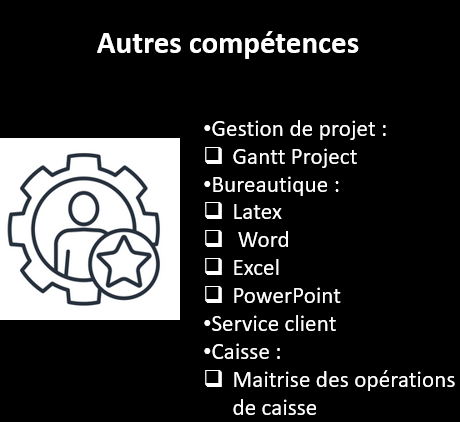 Autres compétences
•Gestion de projet :
❑ Gantt Project
•Bureautique :
❑ Latex
❑ Word
❑ Excel
❑ PowerPoint
•Service client
•Caisse :
❑ Maitrise des opérations
de caisse